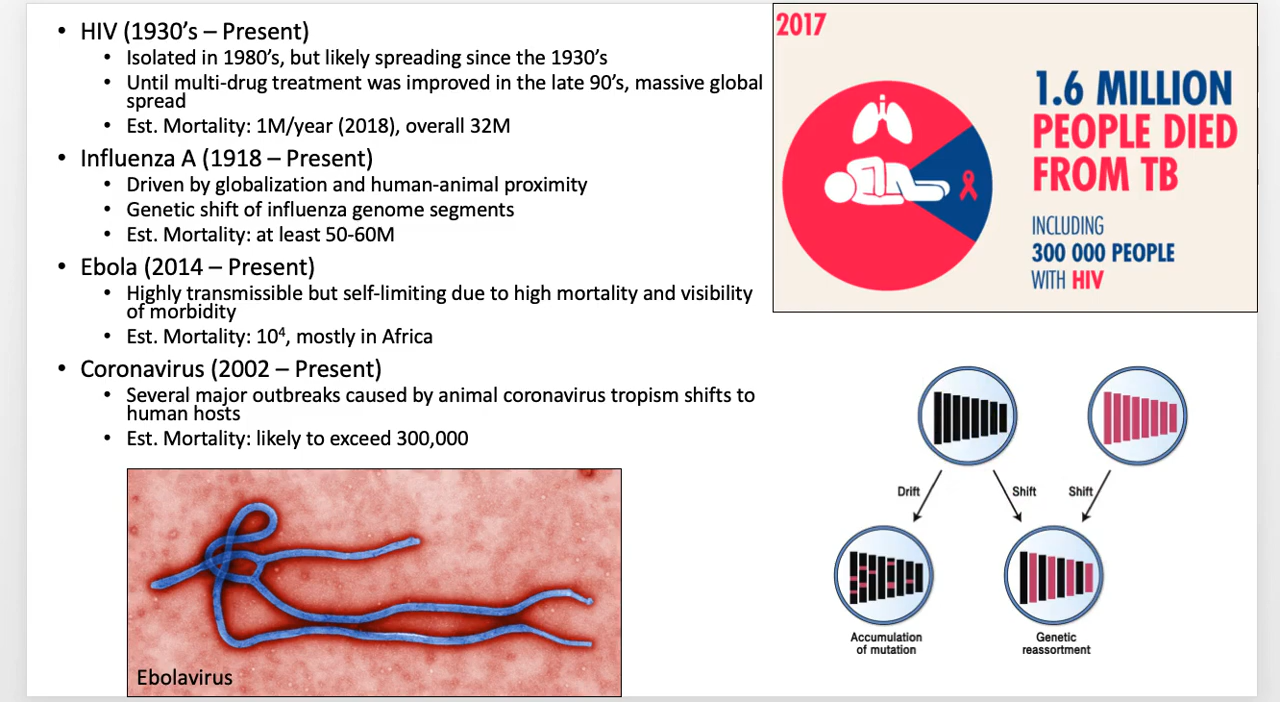 • HIV (1930’s – Present)
• Isolated in 1980’s, but likely spreading since the 1930’s
• Until multi-drug treatment was improved in the late 90’s, massive global
spread
• Est. Mortality: 1M/year (2018), overall 32M
• Influenza A (1918 – Present)
• Driven by globalization and human-animal proximity
• Genetic shift of influenza genome segments
• Est. Mortality: at least 50-60M
• Ebola (2014 – Present)
• Highly transmissible but self-limiting due to high mortality and visibility
of morbidity
• Est. Mortality: 10⁴, mostly in Africa
• Coronavirus (2002 – Present)
• Several major outbreaks caused by animal coronavirus tropism shifts to
human hosts
• Est. Mortality: likely to exceed 300,000
Ebolavirus
2017
1.6 MILLION
PEOPLE DIED
FROM TB
INCLUDING
300 000 PEOPLE
WITH HIV
Drift
Shift
Shift
Accumulation
of mutation
Genetic
reassortment